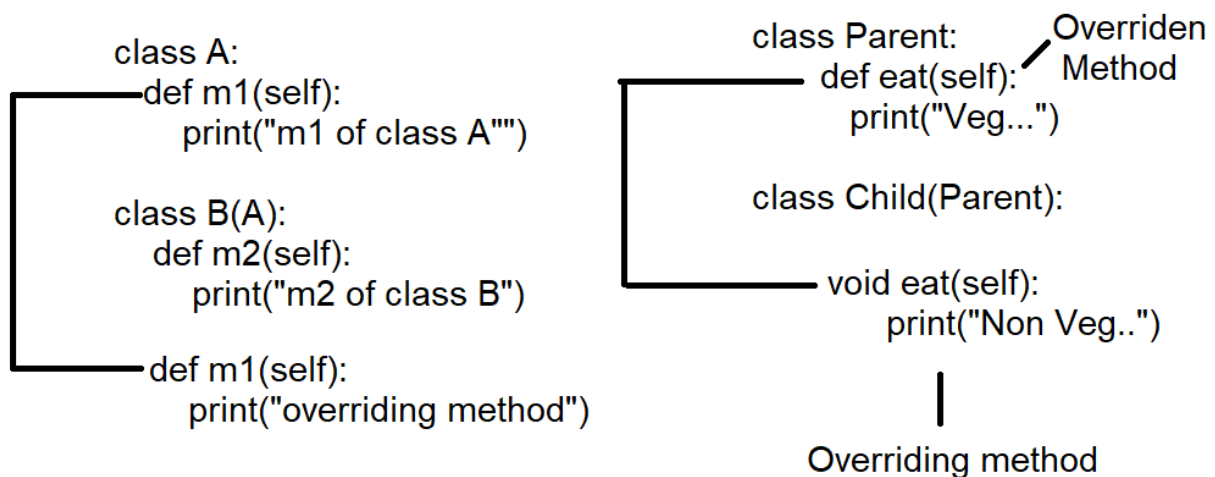 class A:
def m1(self):
print("m1 of class A"")
class B(A):
def m2(self):
print("m2 of class B")
def m1(self):
print("overriding method")
class Parent:
def eat(self):
print("Veg...")
Overriden
Method
class Child(Parent):
void eat(self):
print("Non Veg..")
Overriding method